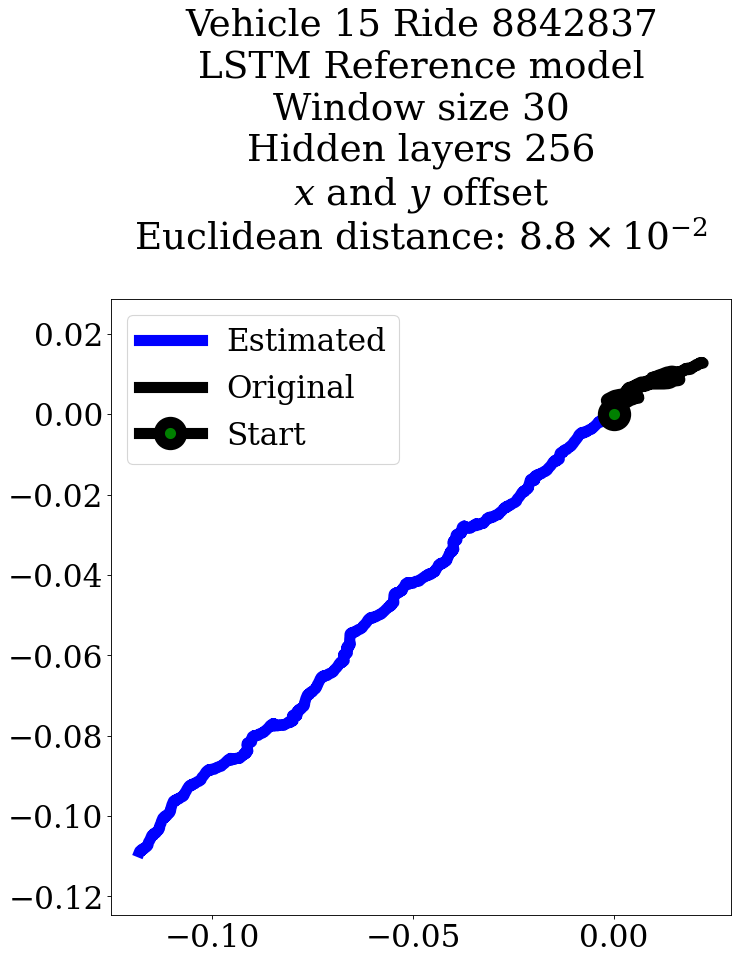 Vehicle 15 Ride 8842837
LSTM Reference model
Window size 30
Hidden layers 256
x and y offset
Euclidean distance: 8.8 × 10⁻²
Estimated
Original
Start
0.02
0.00
−0.02
−0.04
−0.06
−0.08
−0.10
−0.12
−0.10 −0.05 0.00